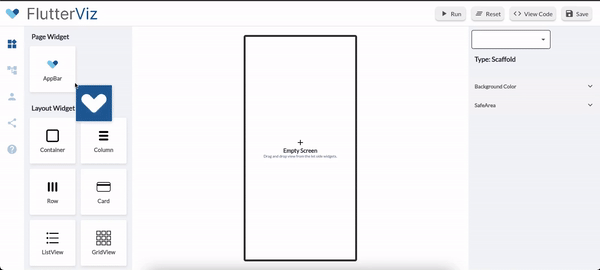 FlutterViz
Run
Reset
View Code
Save
Page Widget
AppBar
Layout Widget
Container
Column
Row
Card
ListView
GridView
Empty Screen
Drag and drop view from the lot side widgets.
Type: Scaffold
Background Color
SafeArea